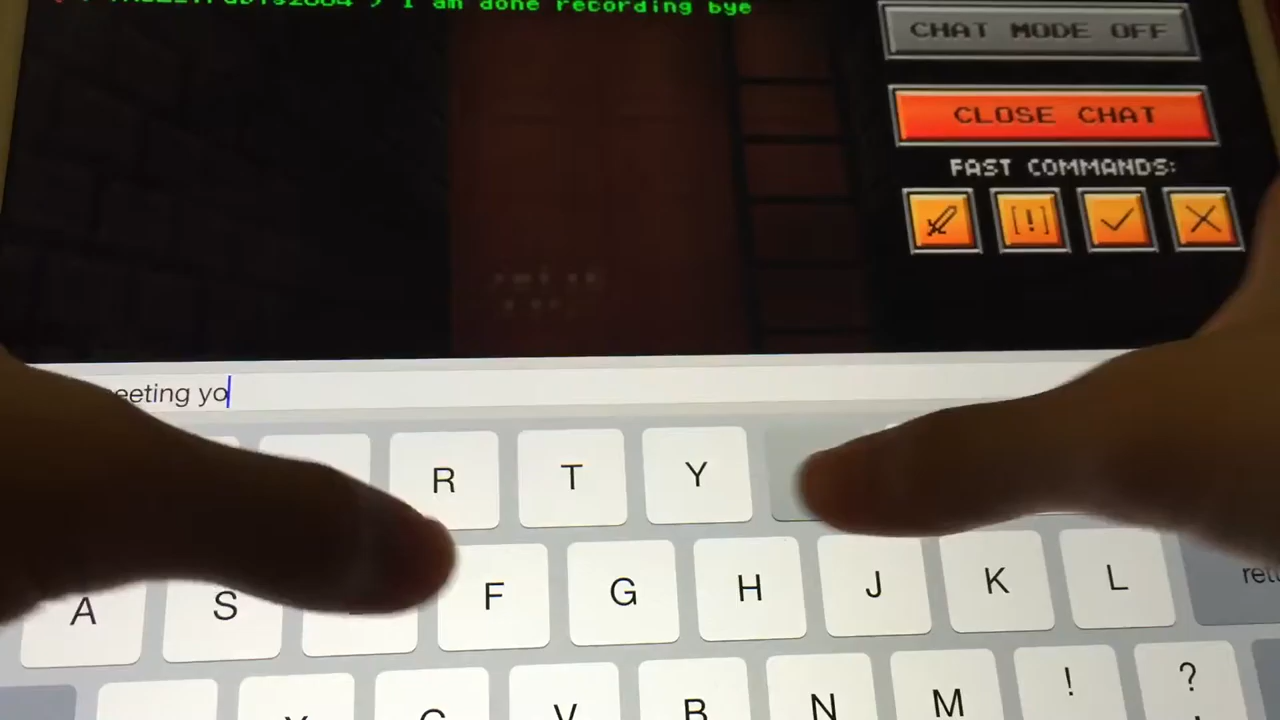 I am done recording bye
CHAT MODE OFF
CLOSE CHAT
FAST COMMANDS:
[!]
eeting yo
R T Y
A S F G H J K L
V B N M ! ?